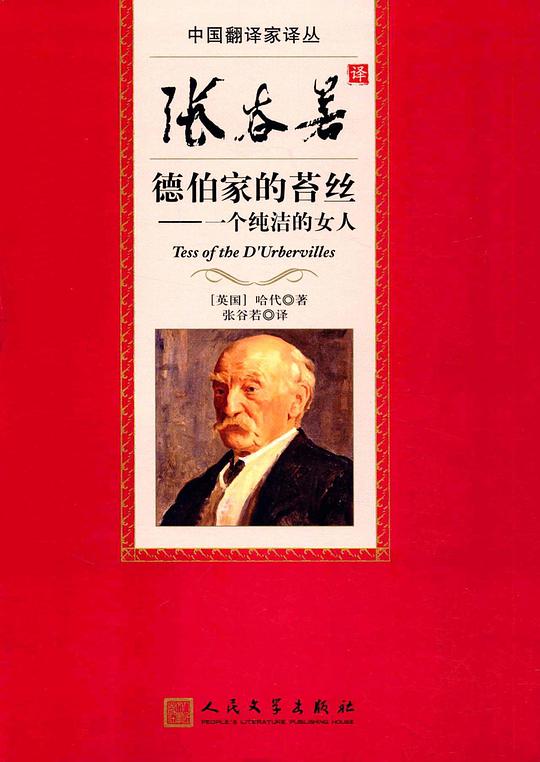 中国翻译家译丛
张谷若
译
德伯家的苔丝
——一个纯洁的女人
Tess of the D'Urbervilles
[英国] 哈代◎著
张谷若◎译
人民文学出版社
PEOPLE'S LITERATURE PUBLISHING HOUSE